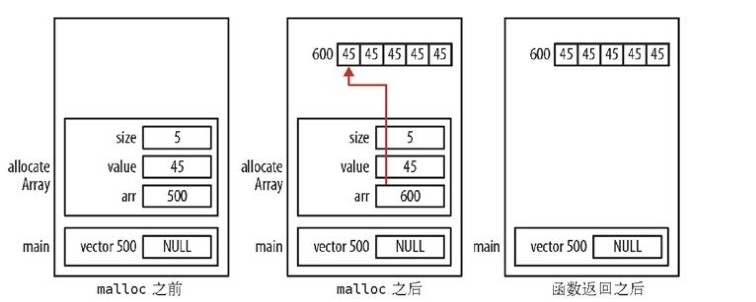 size 5
allocate Array
value 45
arr 500
main
vector 500 NULL
malloc 之前
600 45 45 45 45 45
size 5
allocate Array
value 45
arr 600
main
vector 500 NULL
malloc 之后
600 45 45 45 45 45
main
vector 500 NULL
函数返回之后